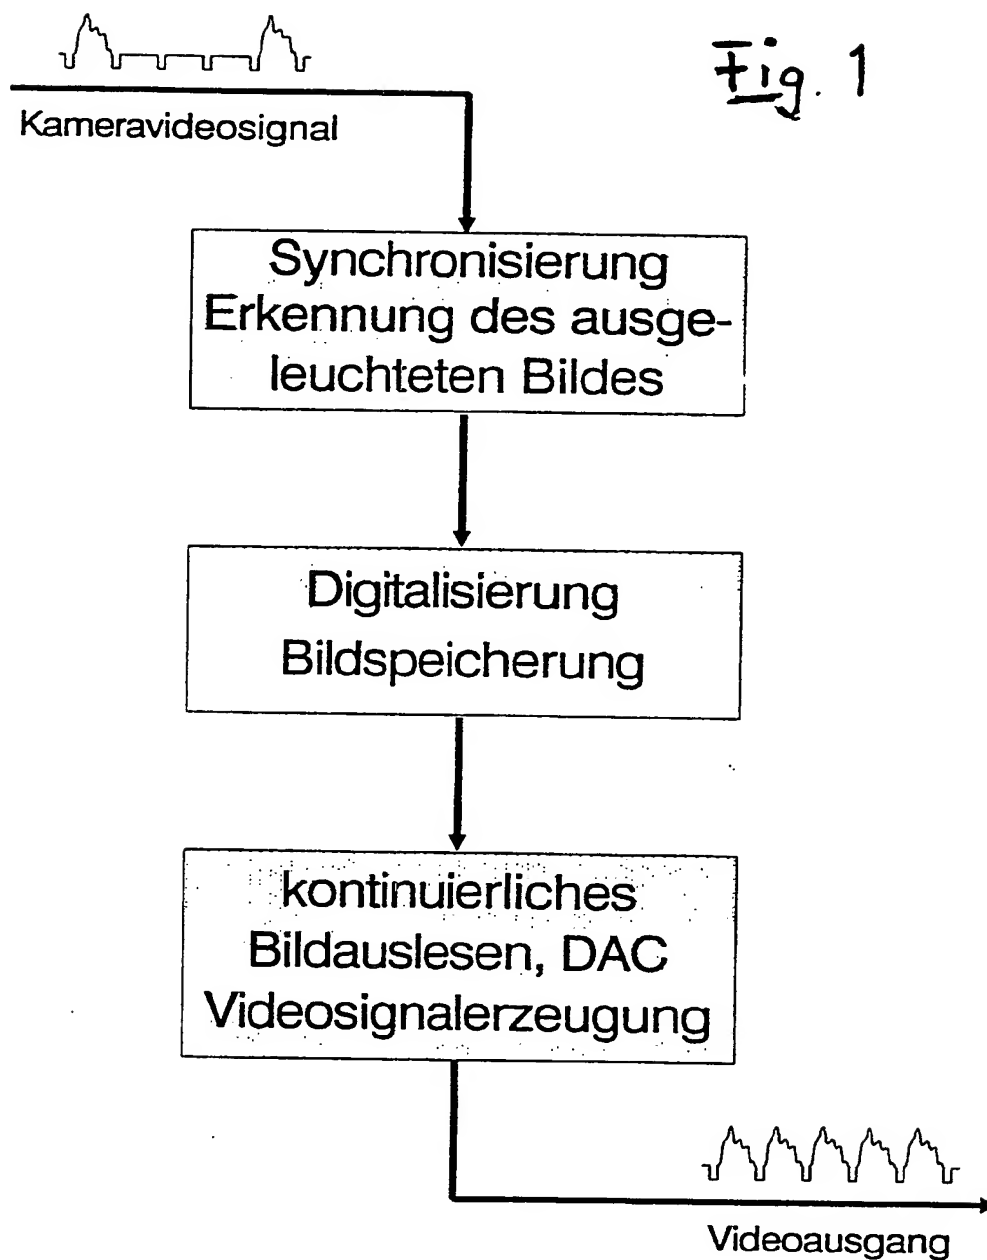 Fig. 1
Kameravideosignal
Synchronisierung
Erkennung des ausge-
leuchteten Bildes
Digitalisierung
Bildspeicherung
kontinuierliches
Bildauslesen, DAC
Videosignalerzeugung
Videoausgang